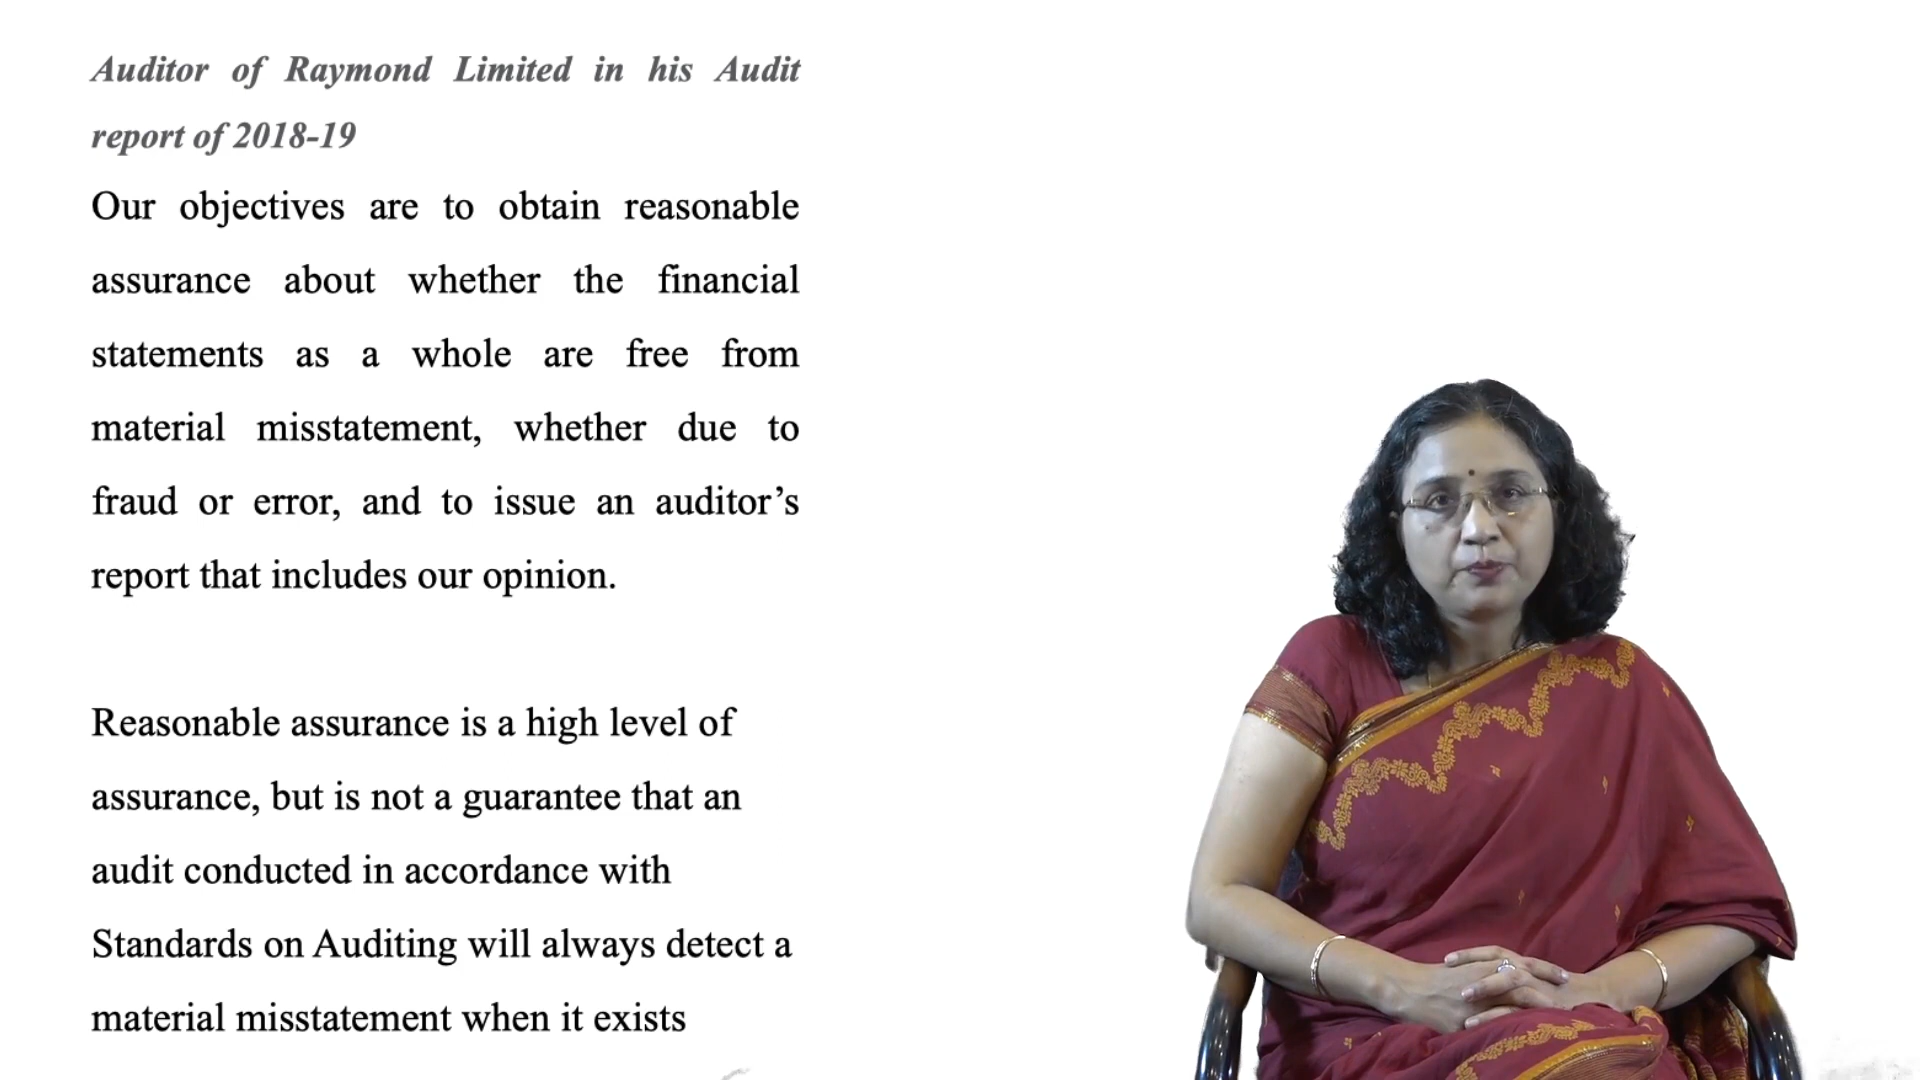 Auditor of Raymond Limited in his Audit
report of 2018-19
Our objectives are to obtain reasonable
assurance about whether the financial
statements as a whole are free from
material misstatement, whether due to
fraud or error, and to issue an auditor’s
report that includes our opinion.
Reasonable assurance is a high level of
assurance, but is not a guarantee that an
audit conducted in accordance with
Standards on Auditing will always detect a
material misstatement when it exists